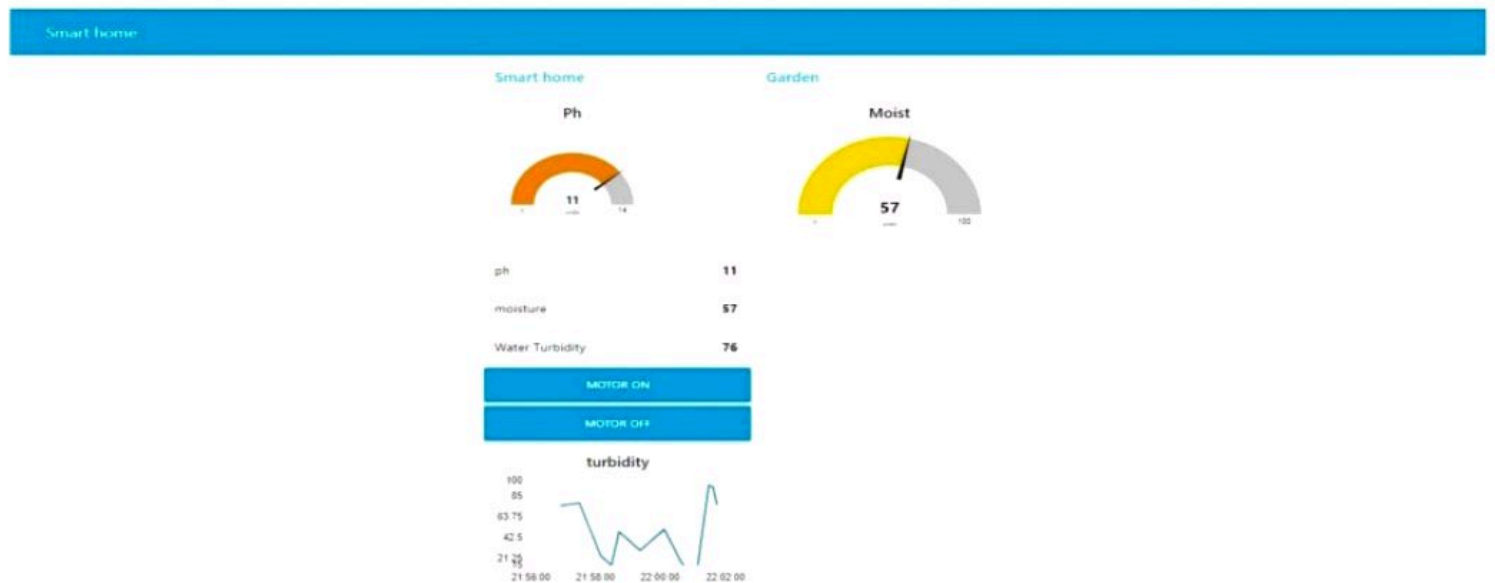 Smart home
Smart home
Garden
Ph
Moist
11
14
57
100
ph 11
moisture 57
Water Turbidity 76
MOTOR ON
MOTOR OFF
turbidity
100
85
63.75
42.5
21.25
15
21:56:00 21:58:00 22:00:00 22:02:00